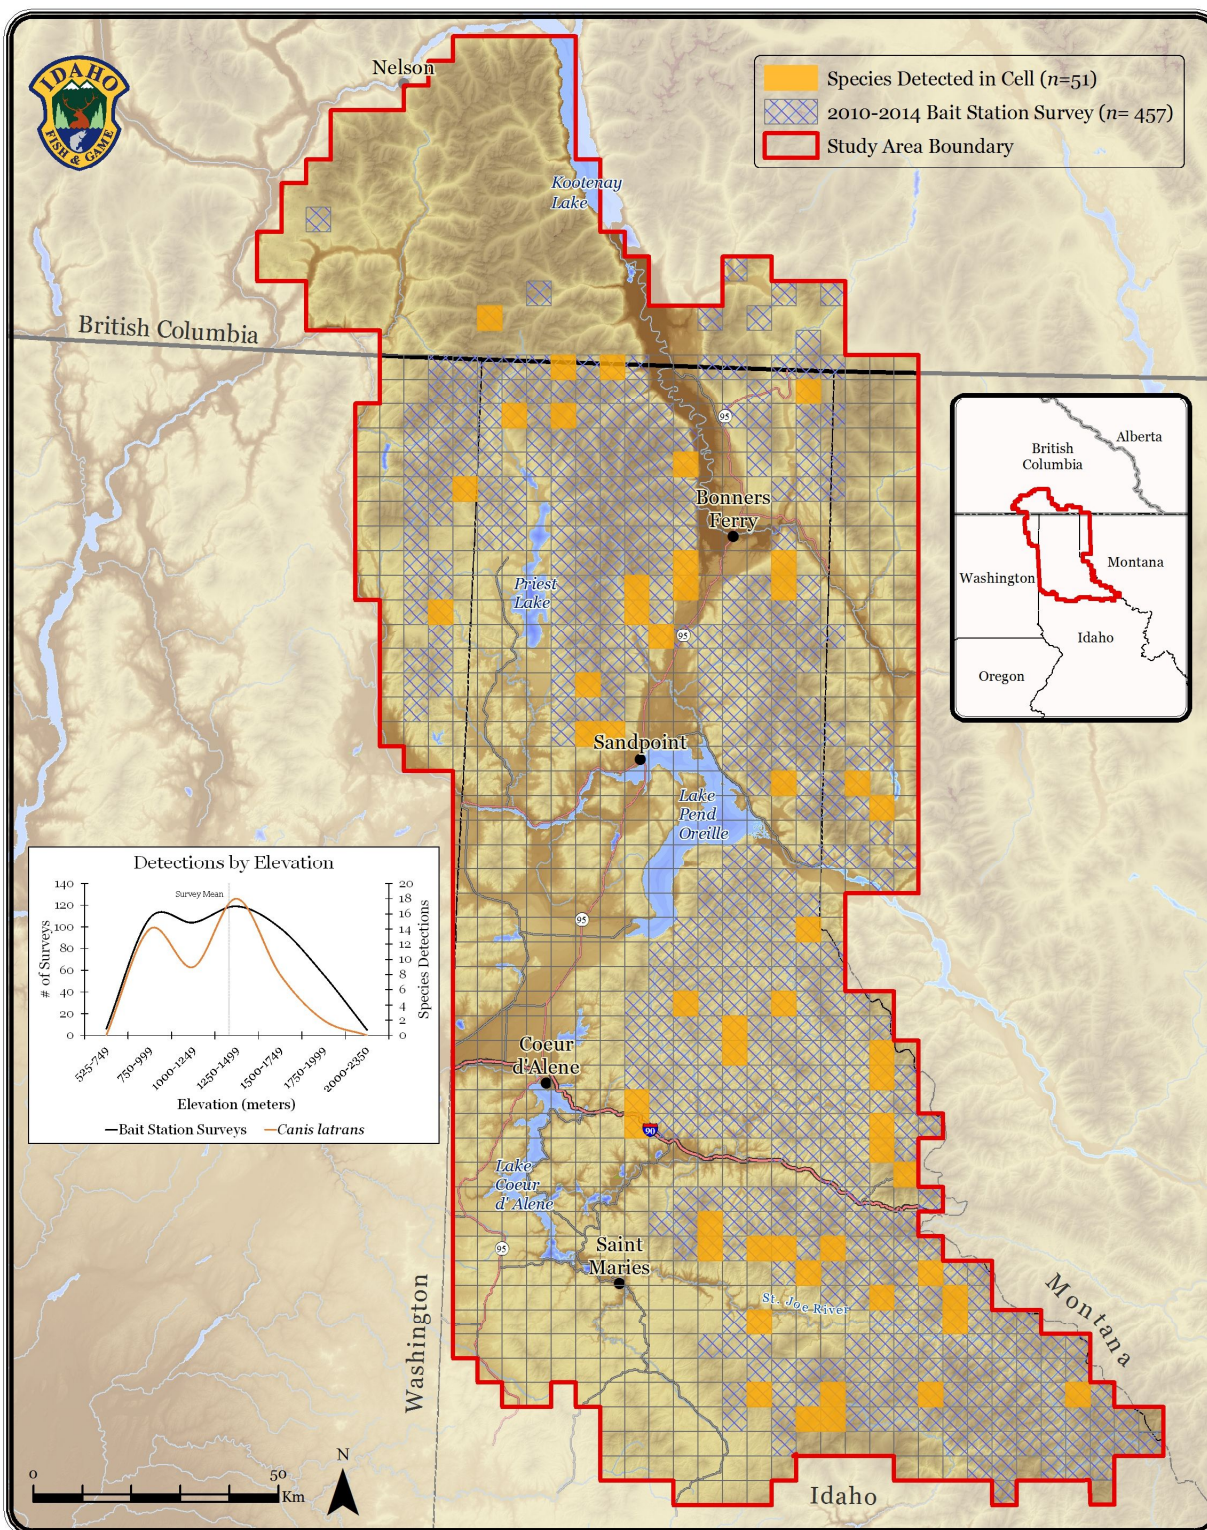 IDAHO
FISH & GAME
Nelson
Species Detected in Cell (n=51)
2010-2014 Bait Station Survey (n= 457)
Study Area Boundary
Kootenay
Lake
British Columbia
95
Bonners
Ferry
Priest
Lake
95
Sandpoint
Lake
Pend
Oreille
95
Coeur
d'Alene
90
Lake
Coeur
d' Alene
95
Saint
Maries
St. Joe River
Washington
Montana
Idaho
Alberta
British
Columbia
Montana
Washington
Idaho
Oregon
Detections by Elevation
Survey Mean
# of Surveys
140
120
100
80
60
40
20
0
20
18
16
14
12
10
8
6
4
2
0
Species Detections
525-749
750-999
1000-1249
1250-1499
1500-1749
1750-1999
2000-2350
Elevation (meters)
Bait Station Surveys
Canis latrans
0
50
Km
N